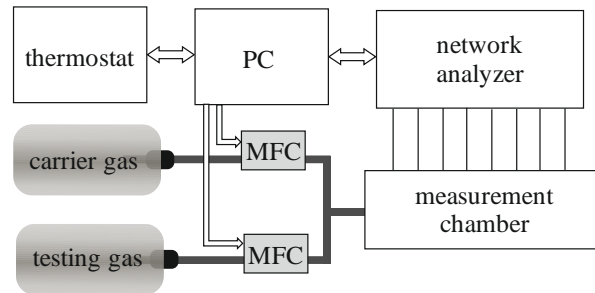 thermostat
PC
network
analyzer
carrier gas
MFC
measurement
chamber
testing gas
MFC